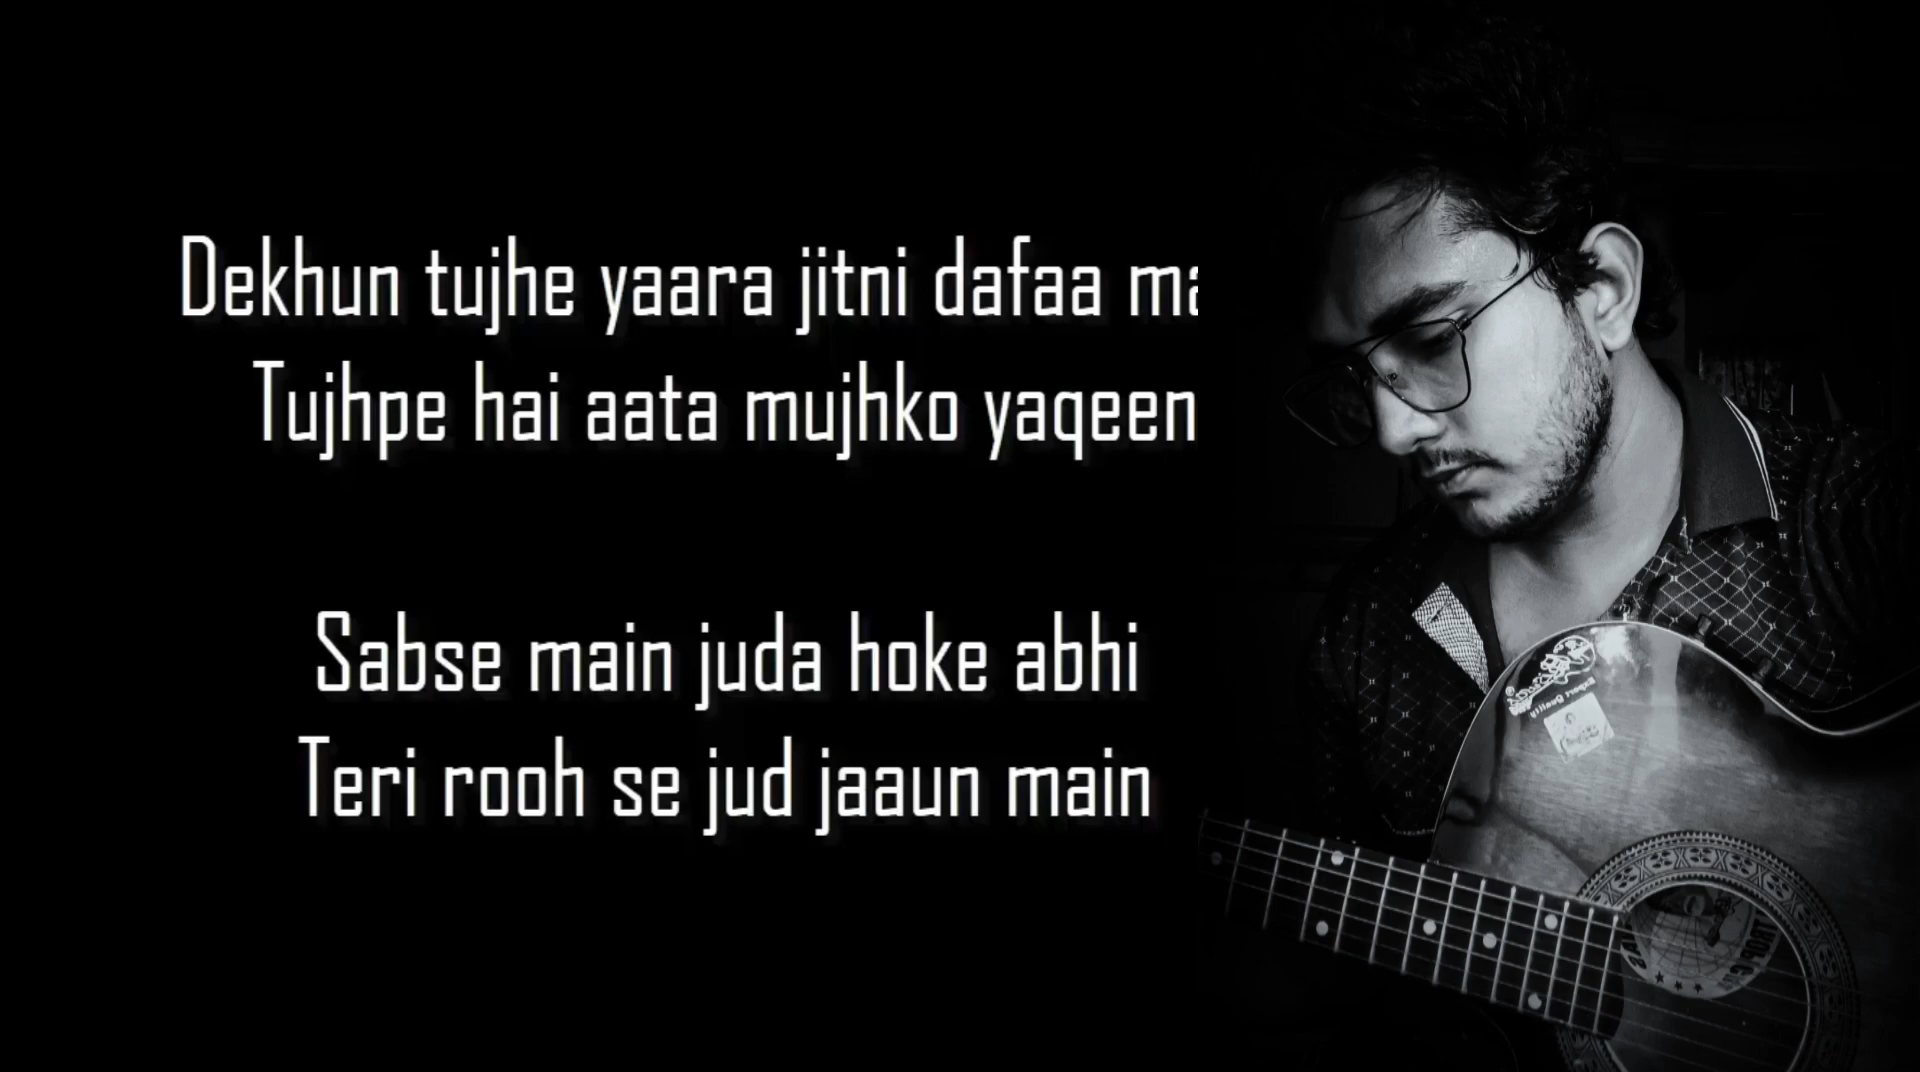 Dekhun tujhe yaara jitni dafaa
Tujhpe hai aata mujhko yaqeen
Sabse main juda hoke abhi
Teri rooh se jud jaaun main